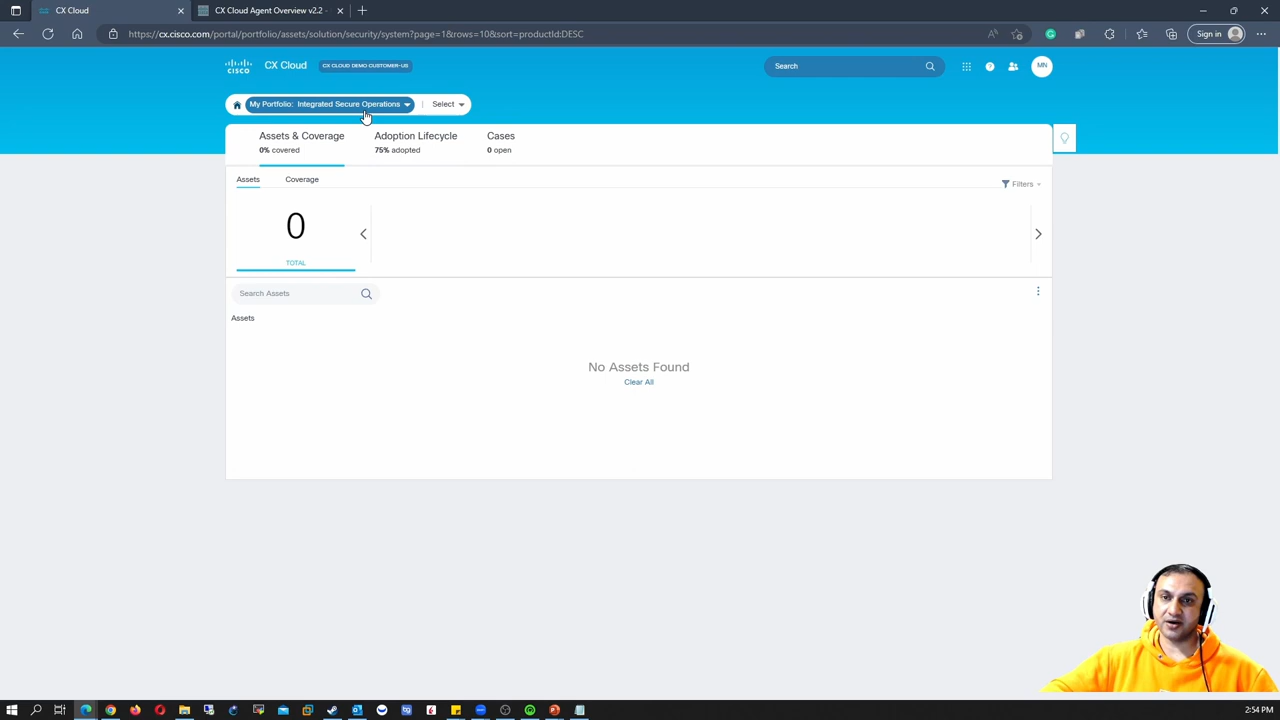 CX Cloud
CX Cloud Agent Overview v2.2 -
https://cx.cisco.com/portal/portfolio/assets/solution/security/system?page=1&rows=10&sort=productId:DESC
Sign in
CISCO
CX Cloud
CX CLOUD DEMO CUSTOMER-US
Search
MN
My Portfolio: Integrated Secure Operations
Select
Assets & Coverage
0% covered
Adoption Lifecycle
75% adopted
Cases
0 open
Assets
Coverage
Filters
0
TOTAL
Search Assets
Assets
No Assets Found
Clear All
2:54 PM